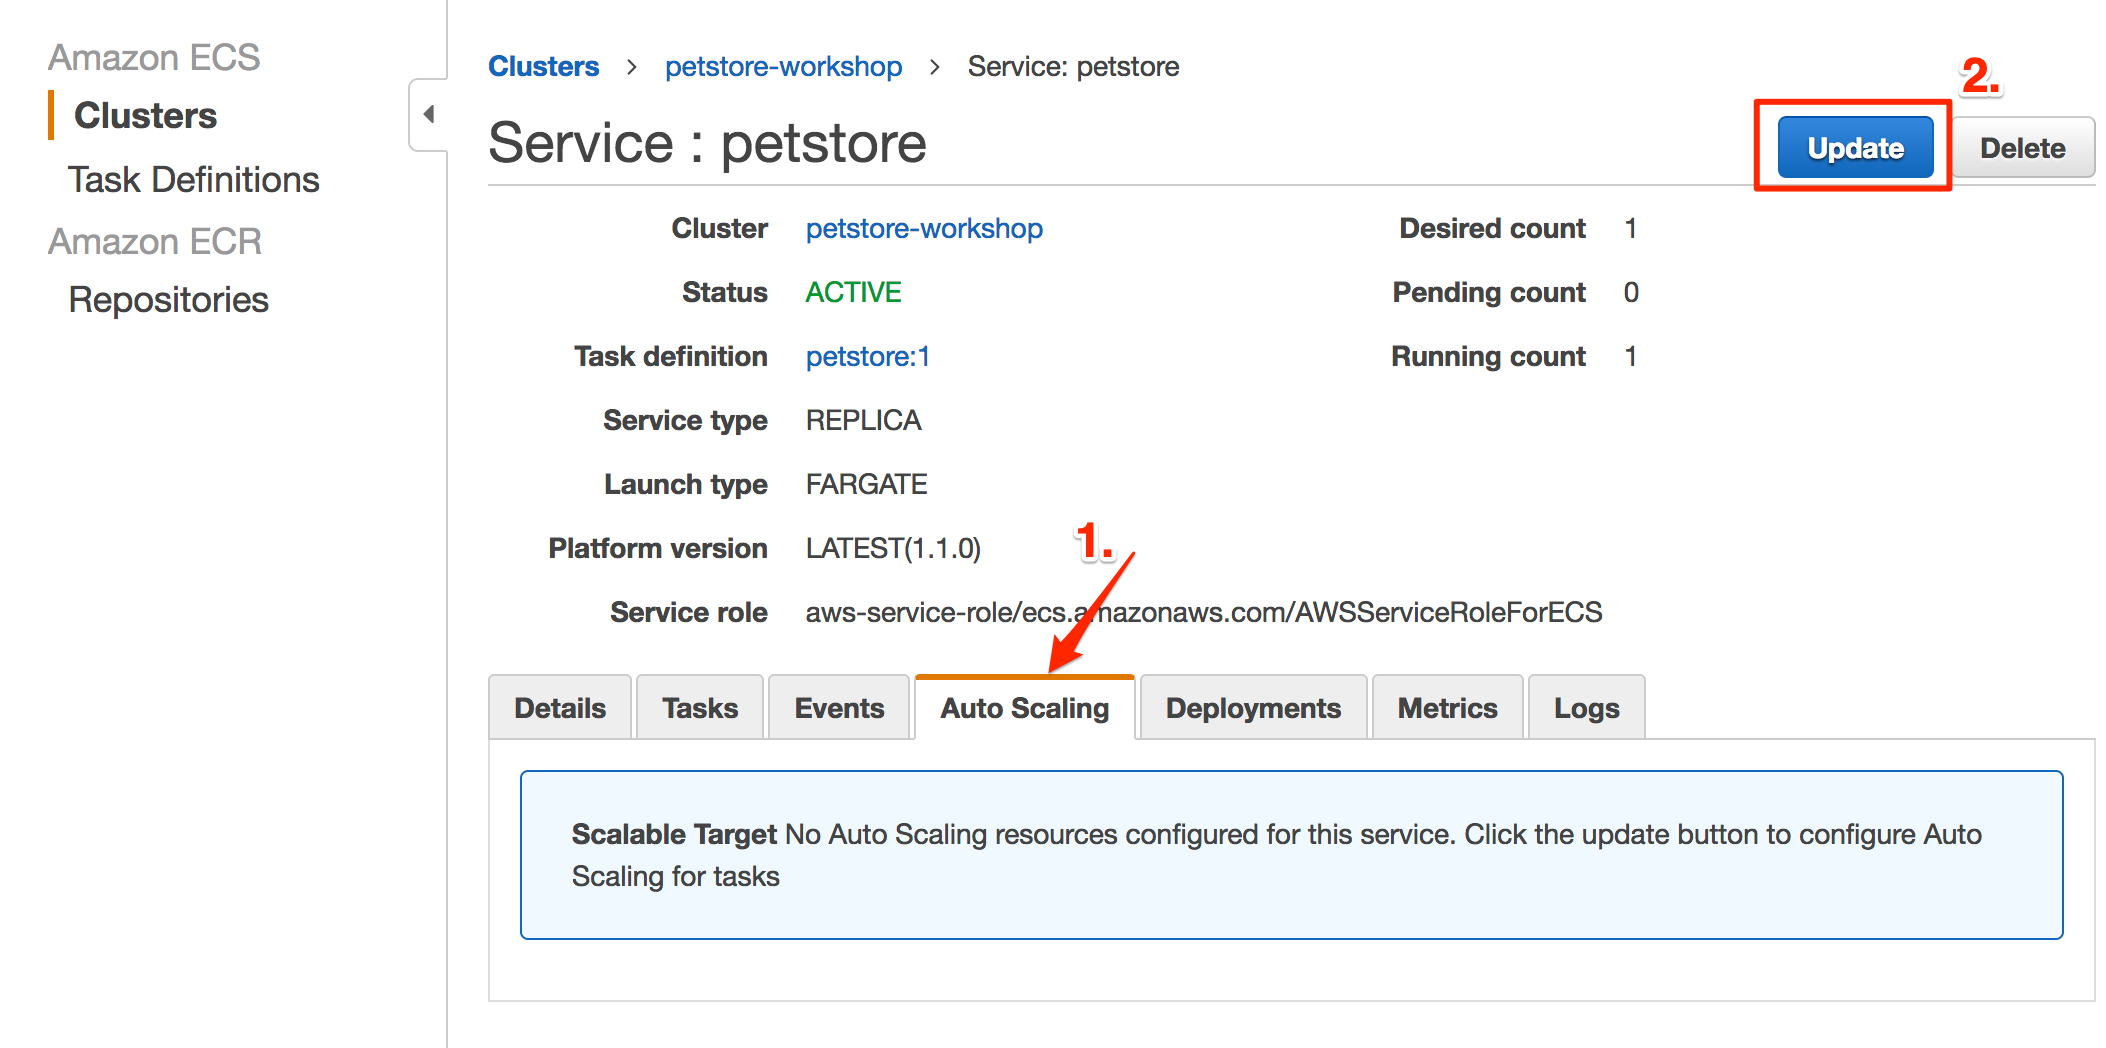 Amazon ECS
Clusters
Task Definitions
Amazon ECR
Repositories
Clusters > petstore-workshop > Service: petstore
2.
Service : petstore
Update
Delete
Cluster petstore-workshop
Desired count 1
Status ACTIVE
Pending count 0
Task definition petstore:1
Running count 1
Service type REPLICA
Launch type FARGATE
Platform version LATEST(1.1.0)
1.
Service role aws-service-role/ecs.amazonaws.com/AWSServiceRoleForECS
Details Tasks Events Auto Scaling Deployments Metrics Logs
Scalable Target No Auto Scaling resources configured for this service. Click the update button to configure Auto
Scaling for tasks